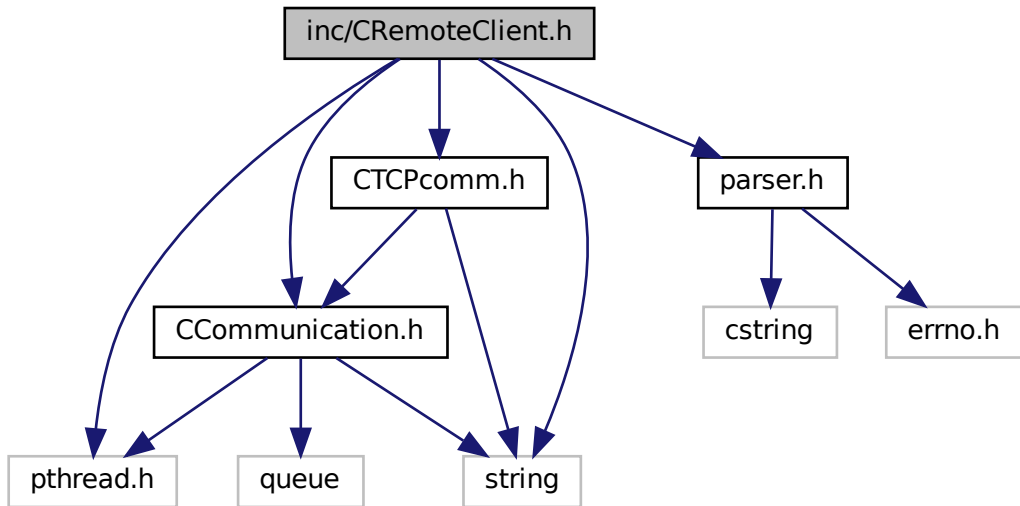 inc/CRemoteClient.h
CTCPcomm.h
parser.h
CCommunication.h
cstring
errno.h
pthread.h
queue
string